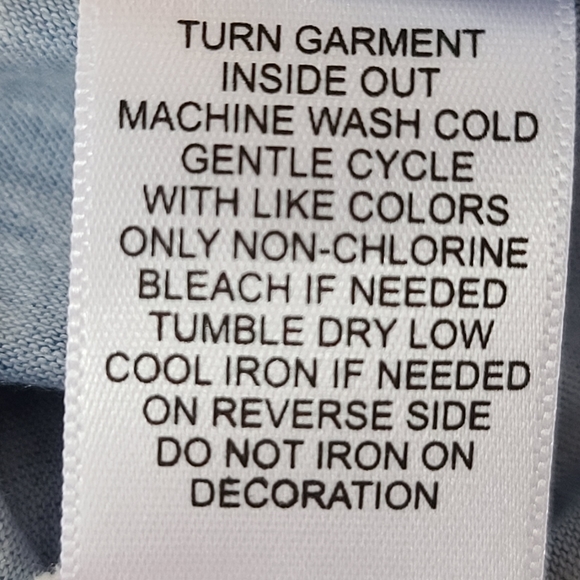 TURN GARMENT
INSIDE OUT
MACHINE WASH COLD
GENTLE CYCLE
WITH LIKE COLORS
ONLY NON-CHLORINE
BLEACH IF NEEDED
TUMBLE DRY LOW
COOL IRON IF NEEDED
ON REVERSE SIDE
DO NOT IRON ON
DECORATION